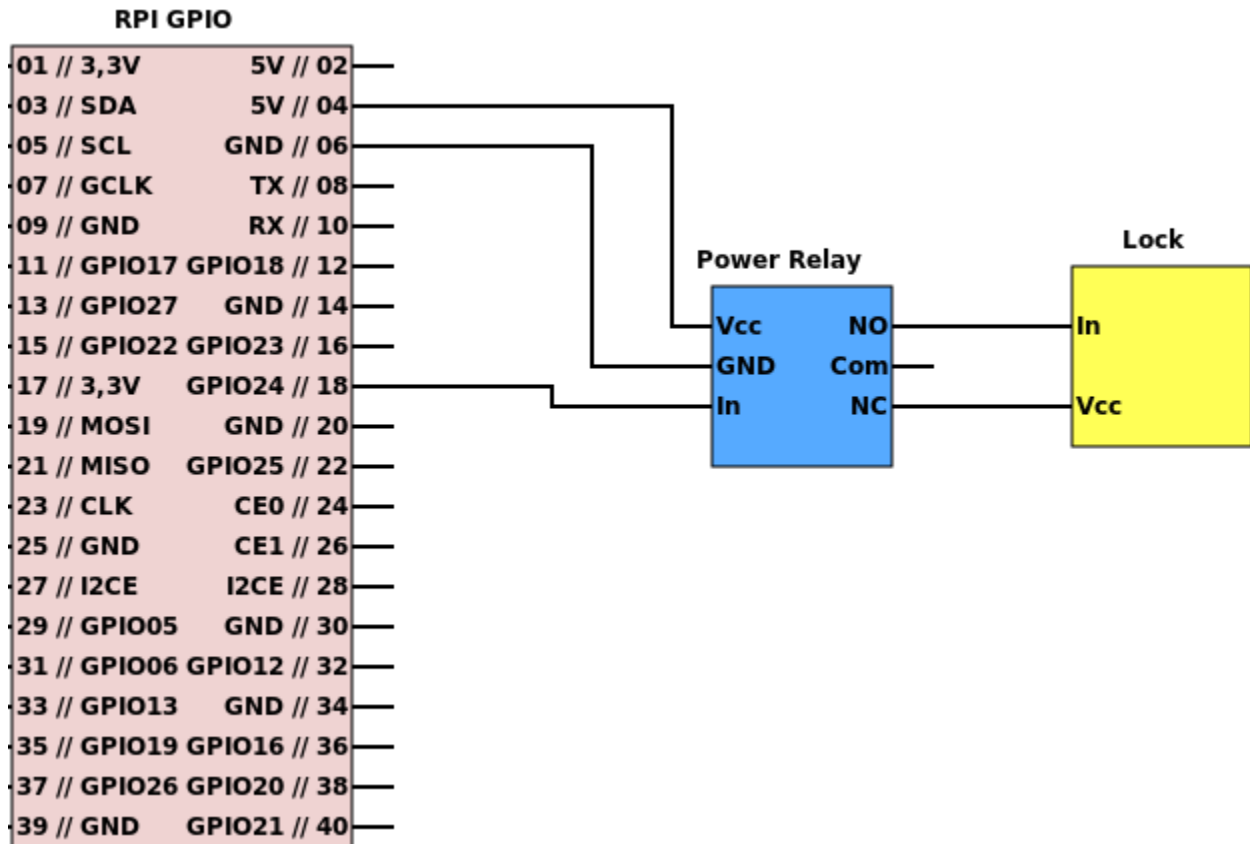 RPI GPIO
01 // 3,3V 5V // 02
03 // SDA 5V // 04
05 // SCL GND // 06
07 // GCLK TX // 08
09 // GND RX // 10
11 // GPIO17 GPIO18 // 12
13 // GPIO27 GND // 14
15 // GPIO22 GPIO23 // 16
17 // 3,3V GPIO24 // 18
19 // MOSI GND // 20
21 // MISO GPIO25 // 22
23 // CLK CE0 // 24
25 // GND CE1 // 26
27 // I2CE I2CE // 28
29 // GPIO05 GND // 30
31 // GPIO06 GPIO12 // 32
33 // GPIO13 GND // 34
35 // GPIO19 GPIO16 // 36
37 // GPIO26 GPIO20 // 38
39 // GND GPIO21 // 40
Power Relay
Vcc NO
GND Com
In NC
Lock
In
Vcc